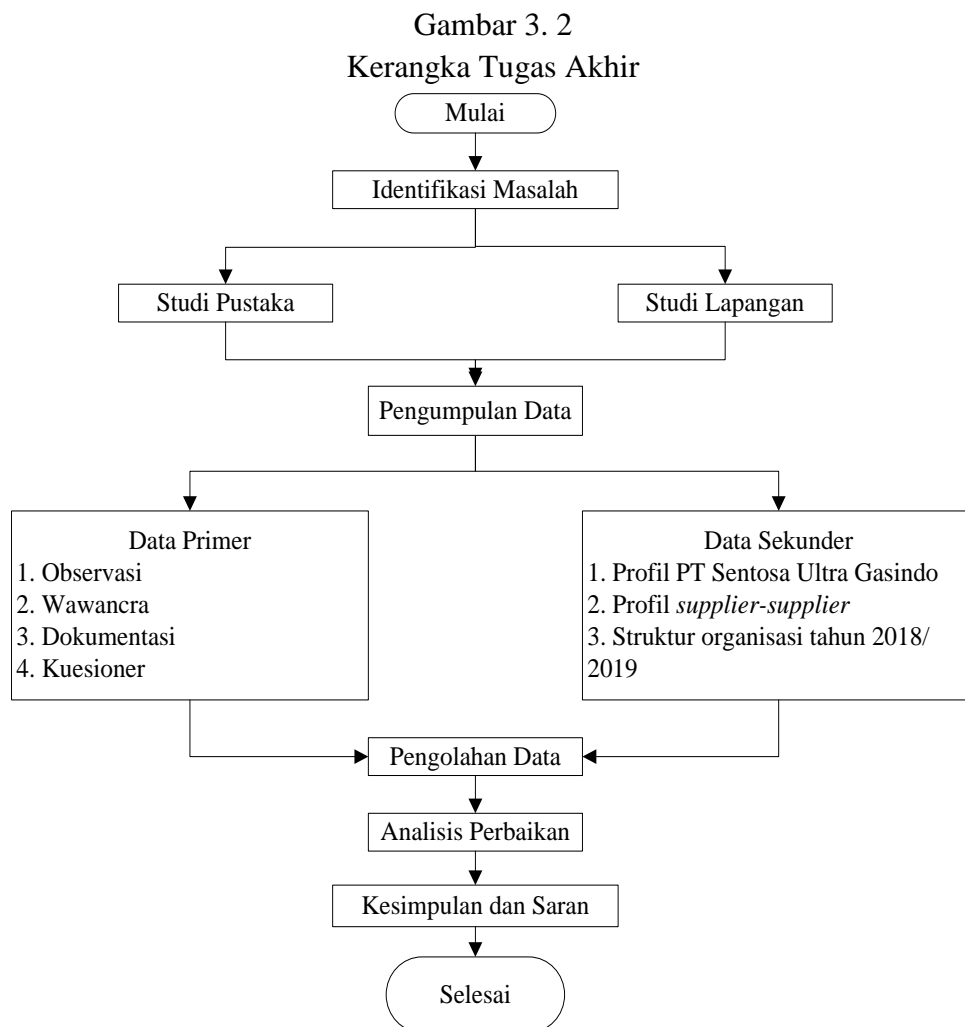 Gambar 3. 2
Kerangka Tugas Akhir
Mulai
Identifikasi Masalah
Studi Pustaka
Studi Lapangan
Pengumpulan Data
Data Primer
1. Observasi
2. Wawancra
3. Dokumentasi
4. Kuesioner
Data Sekunder
1. Profil PT Sentosa Ultra Gasindo
2. Profil supplier-supplier
3. Struktur organisasi tahun 2018/
2019
Pengolahan Data
Analisis Perbaikan
Kesimpulan dan Saran
Selesai